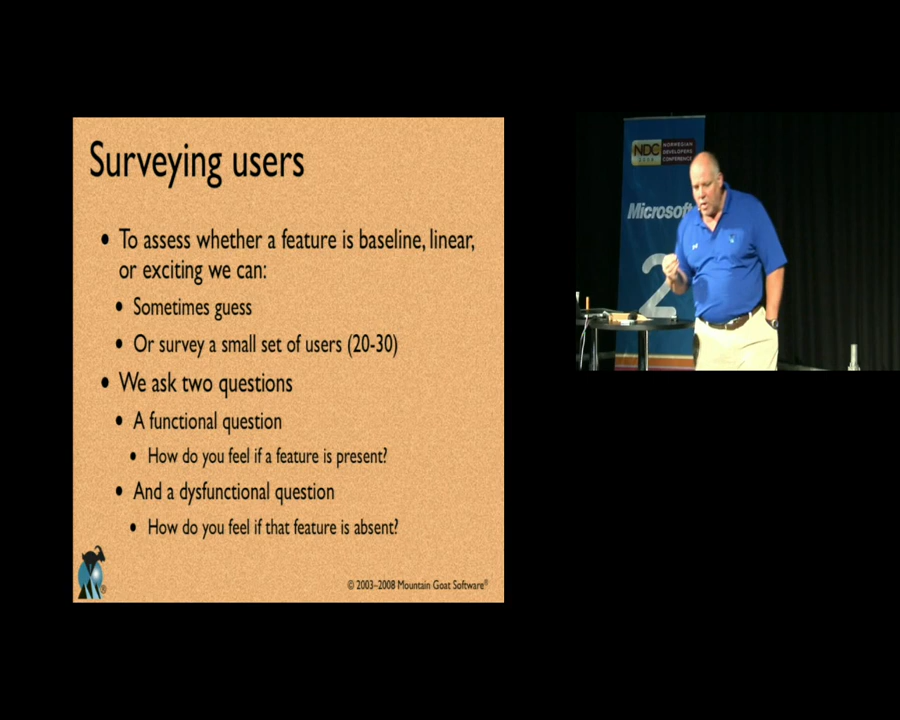 Surveying users
• To assess whether a feature is baseline, linear,
or exciting we can:
• Sometimes guess
• Or survey a small set of users (20-30)
• We ask two questions
• A functional question
• How do you feel if a feature is present?
• And a dysfunctional question
• How do you feel if that feature is absent?
© 2003–2008 Mountain Goat Software®
®
NDC
NORWEGIAN
DEVELOPERS
CONFERENCE
Microsoft
2